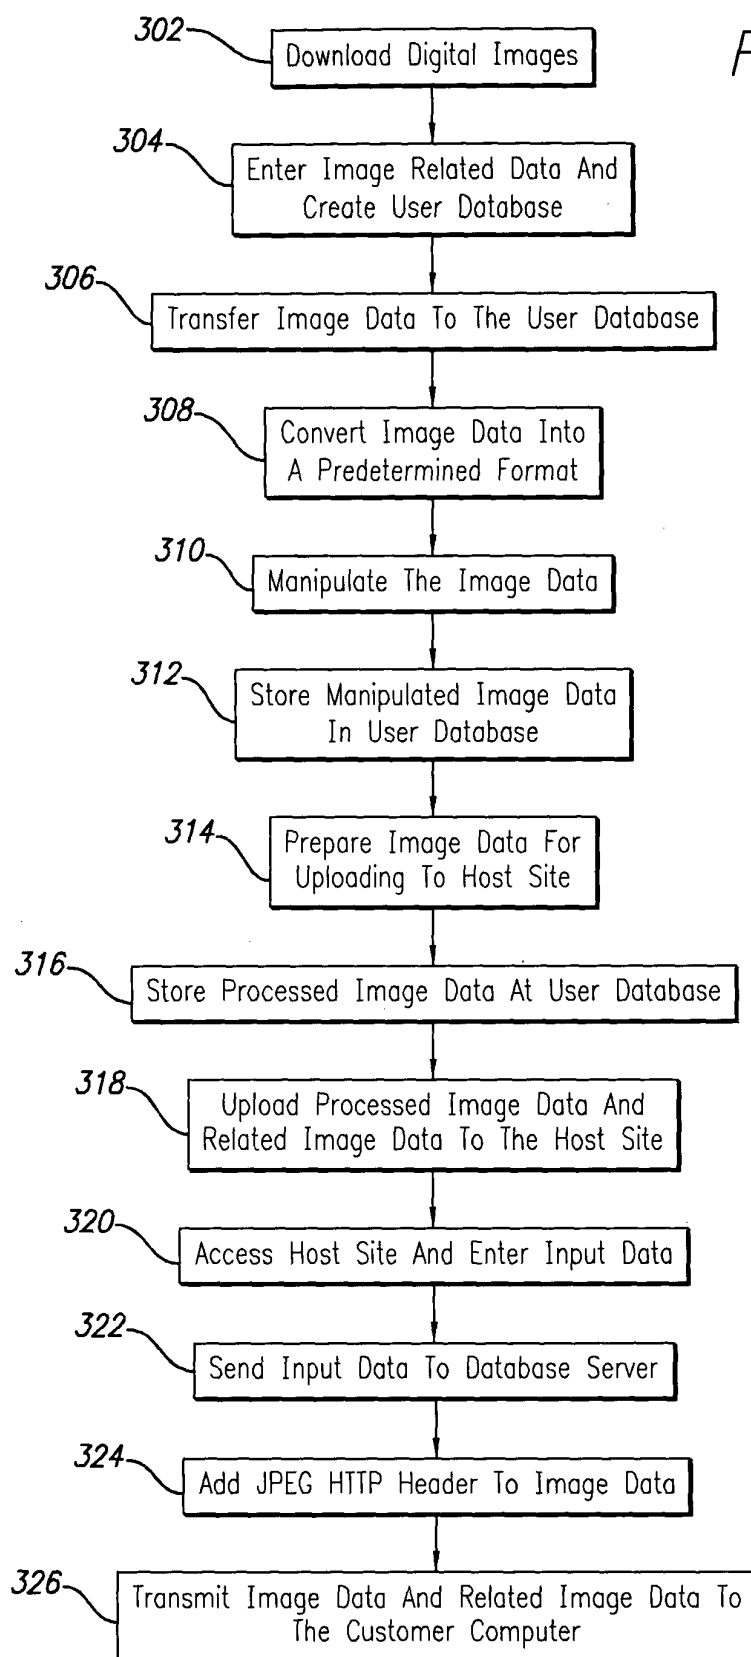 302
Download Digital Images
F
304
Enter Image Related Data And
Create User Database
306
Transfer Image Data To The User Database
308
Convert Image Data Into
A Predetermined Format
310
Manipulate The Image Data
312
Store Manipulated Image Data
In User Database
314
Prepare Image Data For
Uploading To Host Site
316
Store Processed Image Data At User Database
318
Upload Processed Image Data And
Related Image Data To The Host Site
320
Access Host Site And Enter Input Data
322
Send Input Data To Database Server
324
Add JPEG HTTP Header To Image Data
326
Transmit Image Data And Related Image Data To
The Customer Computer